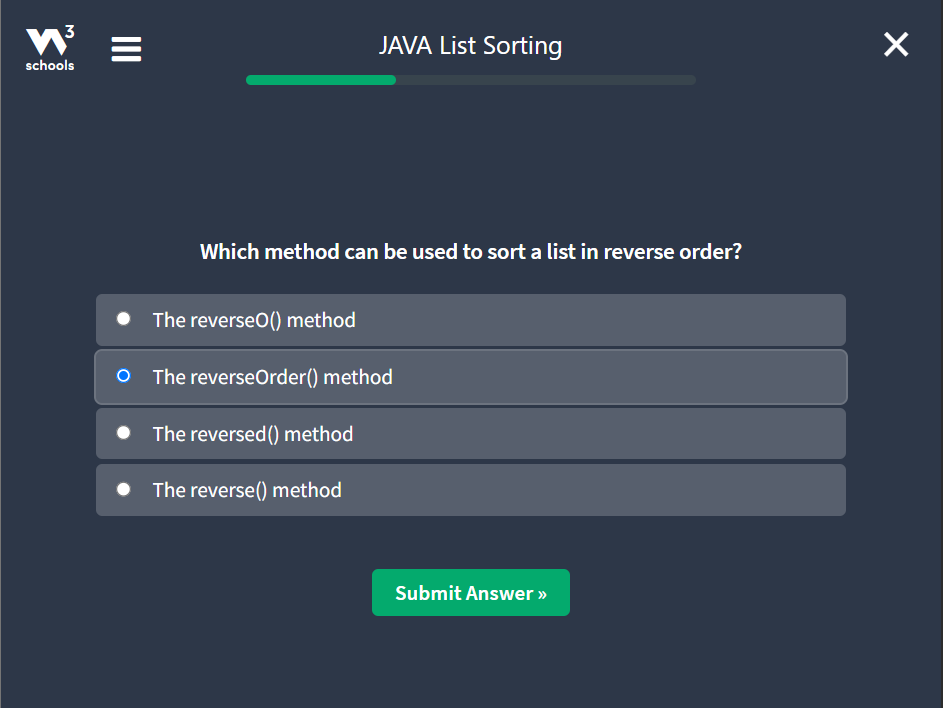 3
schools
JAVA List Sorting
Which method can be used to sort a list in reverse order?
The reverseO() method
The reverseOrder() method
The reversed() method
The reverse() method
Submit Answer »